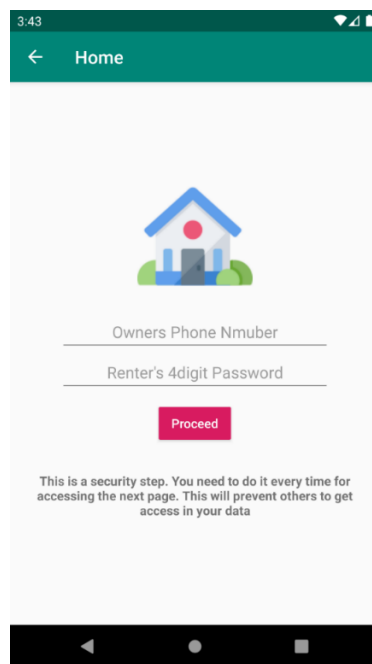 3:43
Home
Owners Phone Nmuber
Renter's 4digit Password
Proceed
This is a security step. You need to do it every time for
accessing the next page. This will prevent others to get
access in your data